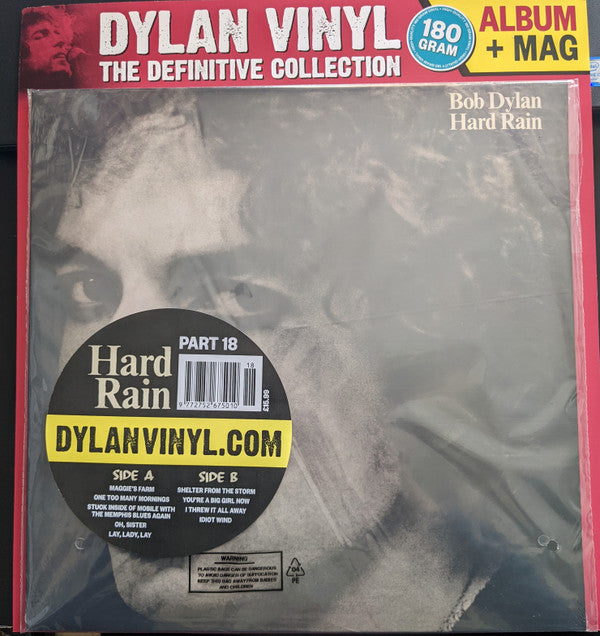 DYLAN VINYL
THE DEFINITIVE COLLECTION
180
GRAM
ALBUM
+ MAG
Bob Dylan
Hard Rain
Hard
Rain
PART 18
18
9 772752 675010
£15.99
DYLANVINYL.COM
SIDE A
MAGGIE'S FARM
ONE TOO MANY MORNINGS
STUCK INSIDE OF MOBILE WITH
THE MEMPHIS BLUES AGAIN
OH, SISTER
LAY, LADY, LAY
SIDE B
SHELTER FROM THE STORM
YOU'RE A BIG GIRL NOW
I THREW IT ALL AWAY
IDIOT WIND
WARNING
PLASTIC BAGS CAN BE DANGEROUS
TO AVOID DANGER OF SUFFOCATION
KEEP THIS BAG AWAY FROM BABIES
AND CHILDREN
04
PE